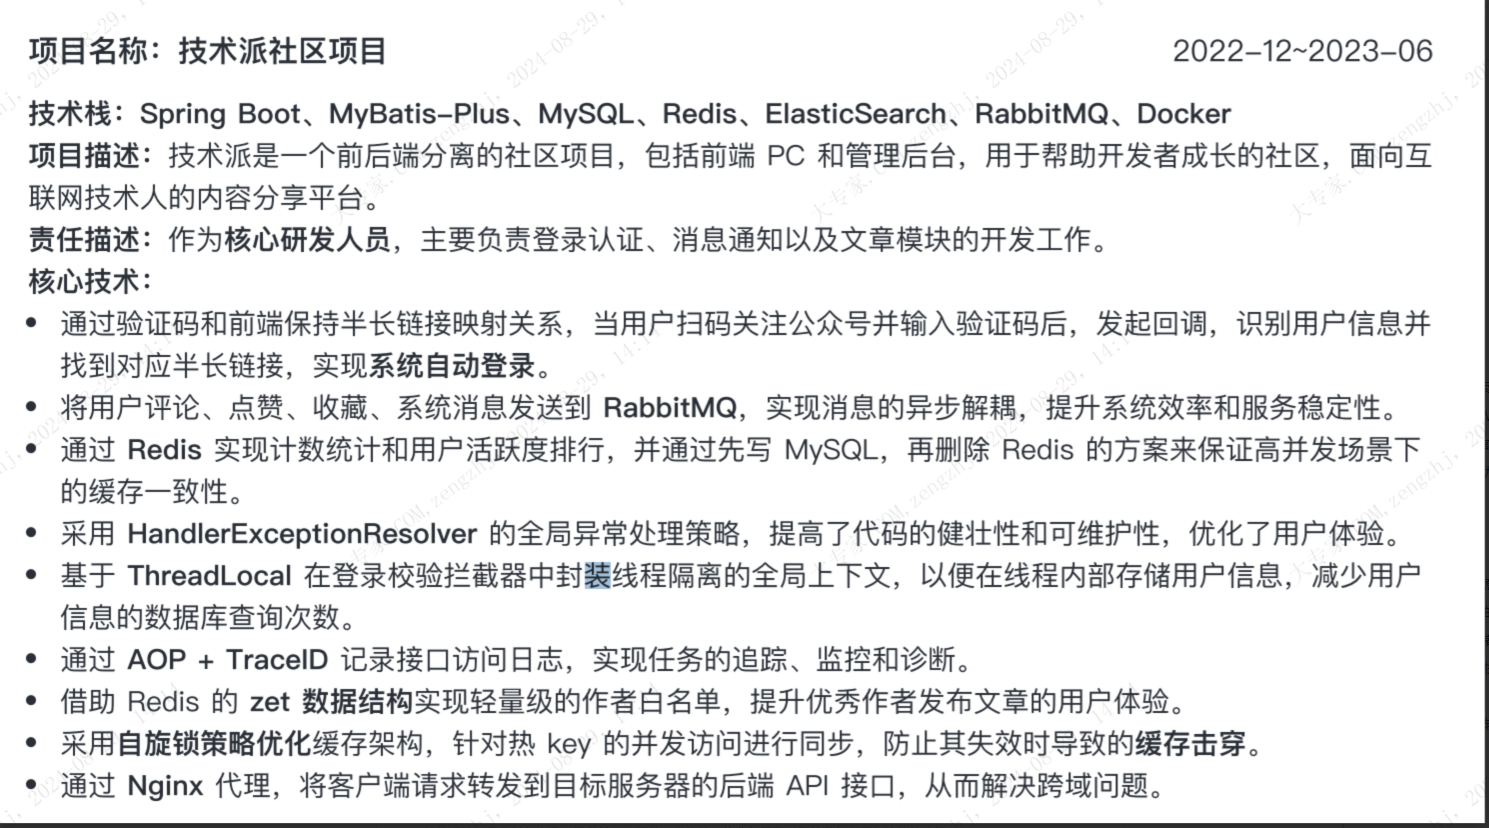 项目名称：技术派社区项目 2022-12~2023-06
技术栈：Spring Boot、MyBatis-Plus、MySQL、Redis、ElasticSearch、RabbitMQ、Docker
项目描述：技术派是一个前后端分离的社区项目，包括前端 PC 和管理后台，用于帮助开发者成长的社区，面向互
联网技术人的内容分享平台。
责任描述：作为核心研发人员，主要负责登录认证、消息通知以及文章模块的开发工作。
核心技术：
• 通过验证码和前端保持半长链接映射关系，当用户扫码关注公众号并输入验证码后，发起回调，识别用户信息并
找到对应半长链接，实现系统自动登录。
• 将用户评论、点赞、收藏、系统消息发送到 RabbitMQ，实现消息的异步解耦，提升系统效率和服务稳定性。
• 通过 Redis 实现计数统计和用户活跃度排行，并通过先写 MySQL，再删除 Redis 的方案来保证高并发场景下
的缓存一致性。
• 采用 HandlerExceptionResolver 的全局异常处理策略，提高了代码的健壮性和可维护性，优化了用户体验。
• 基于 ThreadLocal 在登录校验拦截器中封装线程隔离的全局上下文，以便在线程内部存储用户信息，减少用户
信息的数据库查询次数。
• 通过 AOP + TraceID 记录接口访问日志，实现任务的追踪、监控和诊断。
• 借助 Redis 的 zet 数据结构实现轻量级的作者白名单，提升优秀作者发布文章的用户体验。
• 采用自旋锁策略优化缓存架构，针对热 key 的并发访问进行同步，防止其失效时导致的缓存击穿。
• 通过 Nginx 代理，将客户端请求转发到目标服务器的后端 API 接口，从而解决跨域问题。